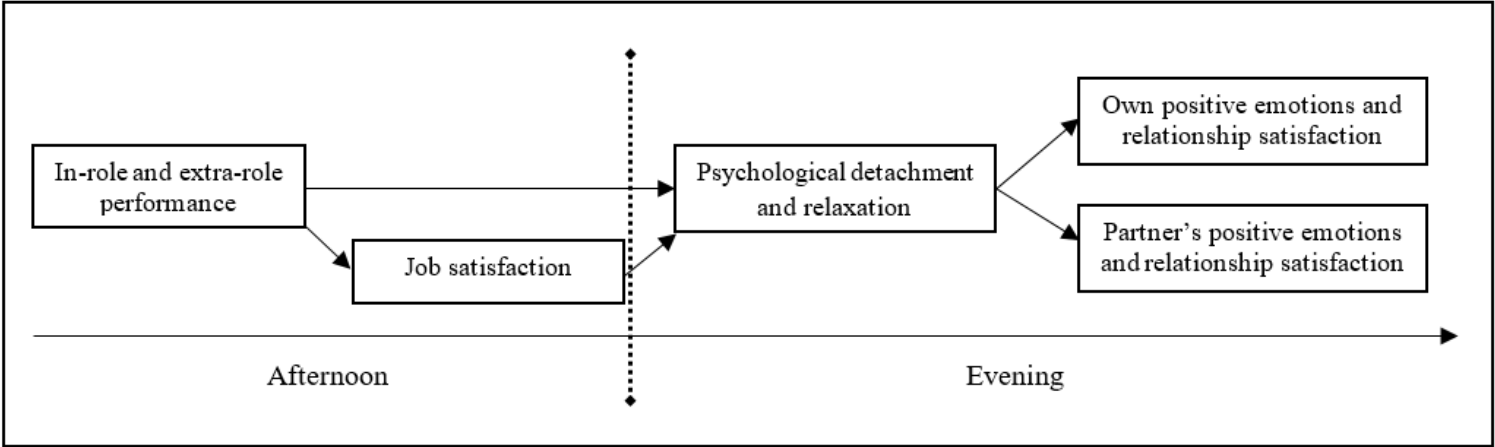 In-role and extra-role
performance
Job satisfaction
Psychological detachment
and relaxation
Own positive emotions and
relationship satisfaction
Partner’s positive emotions
and relationship satisfaction
Afternoon
Evening